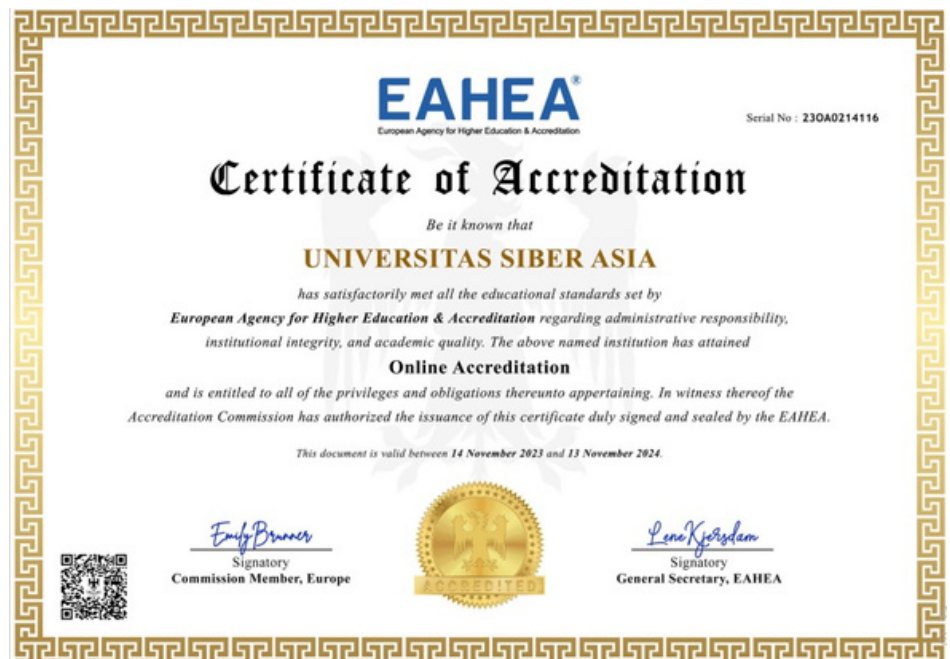 EAHEA®
European Agency for Higher Education & Accreditation
Serial No : 23OA0214116
Certificate of Accreditation
Be it known that
UNIVERSITAS SIBER ASIA
has satisfactorily met all the educational standards set by
European Agency for Higher Education & Accreditation regarding administrative responsibility,
institutional integrity, and academic quality. The above named institution has attained
Online Accreditation
and is entitled to all of the privileges and obligations thereunto appertaining. In witness thereof the
Accreditation Commission has authorized the issuance of this certificate duly signed and sealed by the EAHEA.
This document is valid between 14 November 2023 and 13 November 2024.
Emily Brunner
Signatory
Commission Member, Europe
ACCREDITED
Lene Kjersdam
Signatory
General Secretary, EAHEA